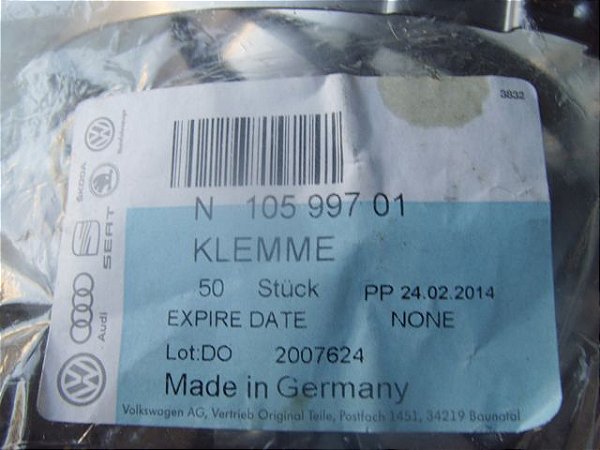 3832
N 105 997 01
KLEMME
50 Stück PP 24.02.2014
EXPIRE DATE NONE
Lot:DO 2007624
Made in Germany
Volkswagen AG, Vertrieb Original Teile, Postfach 1451, 34219 Baunatal
ŠKODA
SEAT
Audi